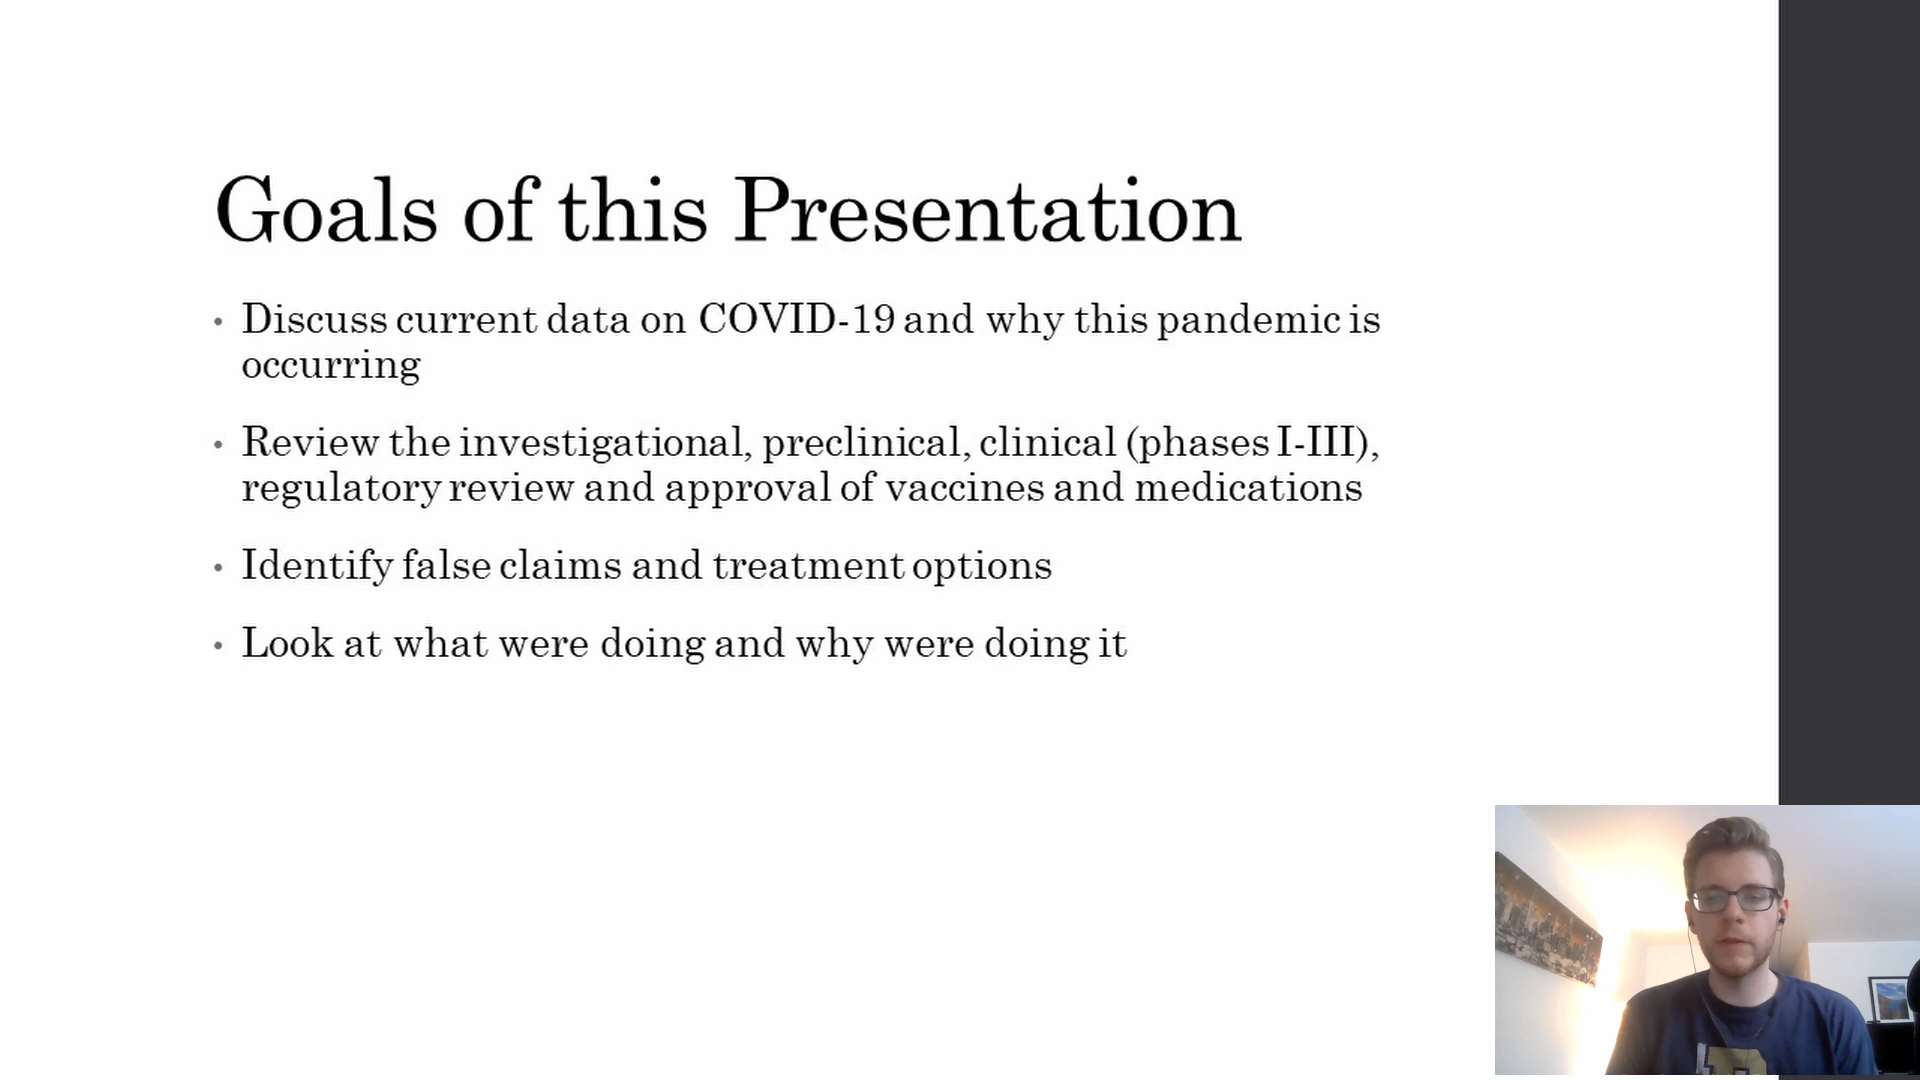 Goals of this Presentation
• Discuss current data on COVID-19 and why this pandemic is
occurring
• Review the investigational, preclinical, clinical (phases I-III),
regulatory review and approval of vaccines and medications
• Identify false claims and treatment options
• Look at what were doing and why were doing it